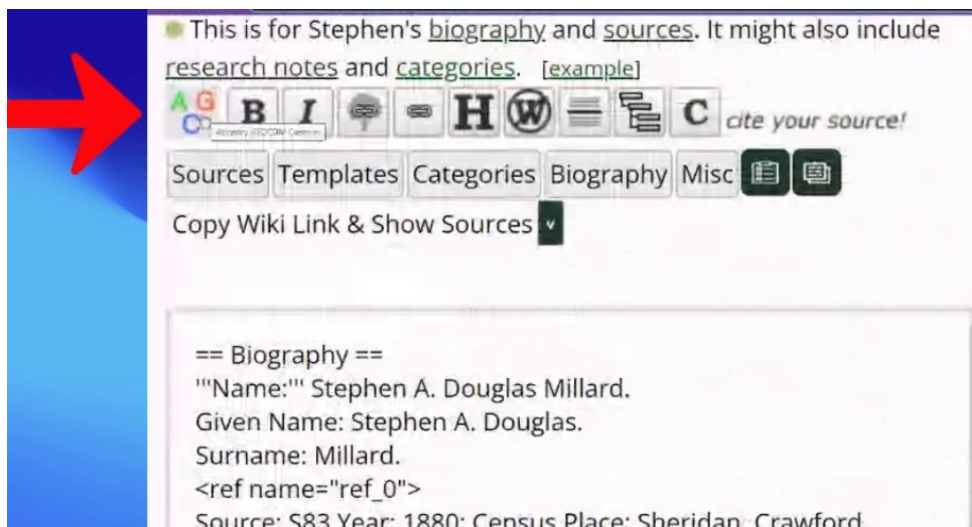 This is for Stephen's biography and sources. It might also include
research notes and categories. [example]
A G C B I H W C cite your source!
Sources Templates Categories Biography Misc
Copy Wiki Link & Show Sources v
== Biography ==
'''Name:''' Stephen A. Douglas Millard.
Given Name: Stephen A. Douglas.
Surname: Millard.
<ref name="ref_0">
Source: S83 Year: 1880; Census Place: Sheridan, Crawford